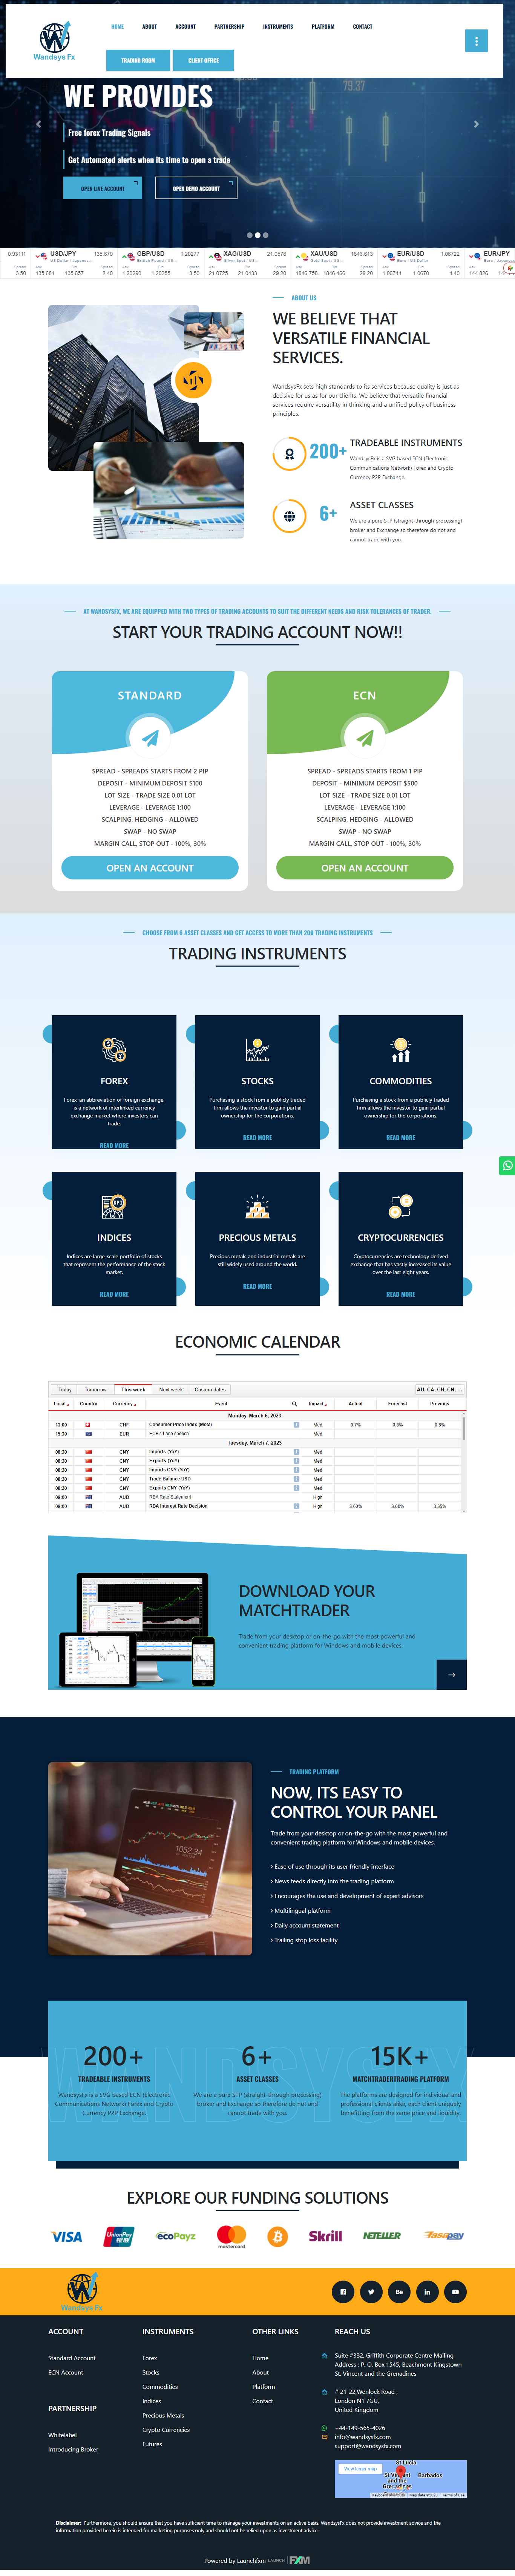 HOME ABOUT ACCOUNT PARTNERSHIP INSTRUMENTS PLATFORM CONTACT
Wandsys Fx
TRADING ROOM CLIENT OFFICE
WE PROVIDES
79.37
Free forex Trading Signals
Get Automated alerts when its time to open a trade
OPEN LIVE ACCOUNT OPEN DEMO ACCOUNT
0.93111 USD/JPY 135.670 GBP/USD 1.20277 XAG/USD 21.0578 XAU/USD 1846.613 EUR/USD 1.06722 EUR/JPY
Spread Ask Bid Spread Ask Bid Spread Ask Bid Spread Ask Bid Spread Ask Bid Spread Ask
3.50 135.681 135.657 2.40 1.20290 1.20255 3.50 21.0725 21.0433 29.20 1846.758 1846.466 29.20 1.06744 1.0670 4.40 144.826
ABOUT US
WE BELIEVE THAT
VERSATILE FINANCIAL
SERVICES.
WandsysFx sets high standards to its services because quality is just as
decisive for us as for our clients. We believe that versatile financial
services require versatility in thinking and a unified policy of business
principles.
200+ TRADEABLE INSTRUMENTS
WandsysFx is a SVG based ECN (Electronic
Communications Network) Forex and Crypto
Currency P2P Exchange.
6+ ASSET CLASSES
We are a pure STP (straight-through processing)
broker and Exchange so therefore do not and
cannot trade with you.
AT WANDSYSFX, WE ARE EQUIPPED WITH TWO TYPES OF TRADING ACCOUNTS TO SUIT THE DIFFERENT NEEDS AND RISK TOLERANCES OF TRADER.
START YOUR TRADING ACCOUNT NOW!!
STANDARD
SPREAD - SPREADS STARTS FROM 2 PIP
DEPOSIT - MINIMUM DEPOSIT $100
LOT SIZE - TRADE SIZE 0.01 LOT
LEVERAGE - LEVERAGE 1:100
SCALPING, HEDGING - ALLOWED
SWAP - NO SWAP
MARGIN CALL, STOP OUT - 100%, 30%
OPEN AN ACCOUNT
ECN
SPREAD - SPREADS STARTS FROM 1 PIP
DEPOSIT - MINIMUM DEPOSIT $500
LOT SIZE - TRADE SIZE 0.01 LOT
LEVERAGE - LEVERAGE 1:100
SCALPING, HEDGING - ALLOWED
SWAP - NO SWAP
MARGIN CALL, STOP OUT - 100%, 30%
OPEN AN ACCOUNT
CHOOSE FROM 6 ASSET CLASSES AND GET ACCESS TO MORE THAN 200 TRADING INSTRUMENTS
TRADING INSTRUMENTS
FOREX
Forex, an abbreviation of foreign exchange,
is a network of interlinked currency
exchange market where investors can
trade.
READ MORE
STOCKS
Purchasing a stock from a publicly traded
firm allows the investor to gain partial
ownership for the corporations.
READ MORE
COMMODITIES
Purchasing a stock from a publicly traded
firm allows the investor to gain partial
ownership for the corporations.
READ MORE
INDICES
Indices are large-scale portfolio of stocks
that represent the performance of the stock
market.
READ MORE
PRECIOUS METALS
Precious metals and industrial metals are
still widely used around the world.
READ MORE
CRYPTOCURRENCIES
Cryptocurrencies are technology derived
exchange that has vastly increased its value
over the last eight years.
READ MORE
ECONOMIC CALENDAR
Today Tomorrow This week Next week Custom dates AU, CA, CH, CN, ...
Local Country Currency Event Impact Actual Forecast Previous
Monday, March 6, 2023
13:00 CHF Consumer Price Index (MoM) Med 0.7% 0.8% 0.6%
15:30 EUR ECB's Lane speech Med
Tuesday, March 7, 2023
08:30 CNY Imports (YoY) Med
08:30 CNY Exports (YoY) Med
08:30 CNY Imports CNY (YoY) Med
08:30 CNY Trade Balance USD Med
08:30 CNY Exports CNY (YoY) Med
09:00 AUD RBA Rate Statement High
09:00 AUD RBA Interest Rate Decision High 3.60% 3.60% 3.35%
DOWNLOAD YOUR
MATCHTRADER
Trade from your desktop or on-the-go with the most powerful and
convenient trading platform for Windows and mobile devices.
TRADING PLATFORM
NOW, ITS EASY TO
CONTROL YOUR PANEL
Trade from your desktop or on-the-go with the most powerful and
convenient trading platform for Windows and mobile devices.
1052.34
Ease of use through its user friendly interface
News feeds directly into the trading platform
Encourages the use and development of expert advisors
Multilingual platform
Daily account statement
Trailing stop loss facility
WANDSYSFX
200+
TRADEABLE INSTRUMENTS
WandsysFx is a SVG based ECN (Electronic
Communications Network) Forex and Crypto
Currency P2P Exchange.
6+
ASSET CLASSES
We are a pure STP (straight-through processing)
broker and Exchange so therefore do not and
cannot trade with you.
15K+
MATCHTRADERTRADING PLATFORM
The platforms are designed for individual and
professional clients alike, each client uniquely
benefitting from the same price and liquidity.
EXPLORE OUR FUNDING SOLUTIONS
VISA UnionPay ecoPayz mastercard Skrill NETELLER fasapay
银联
Wandsys Fx
Bē
ACCOUNT
Standard Account
ECN Account
PARTNERSHIP
Whitelabel
Introducing Broker
INSTRUMENTS
Forex
Stocks
Commodities
Indices
Precious Metals
Crypto Currencies
Futures
OTHER LINKS
Home
About
Platform
Contact
REACH US
Suite #332, Griffith Corporate Centre Mailing
Address : P. O. Box 1545, Beachmont Kingstown
St. Vincent and the Grenadines
# 21-22,Wenlock Road ,
London N1 7GU,
United Kingdom
+44-149-565-4026
info@wandsysfx.com
support@wandsysfx.com
View larger map
St Lucia
St Vincent
and the
Grenadines
Barbados
Keyboard shortcuts Map data ©2023 Terms of Use
Disclaimer: Furthermore, you should ensure that you have sufficient time to manage your investments on an active basis. WandsysFx does not provide investment advice and the
information provided herein is intended for marketing purposes only and should not be relied upon as investment advice.
Powered by Launchfxm LAUNCH FXM